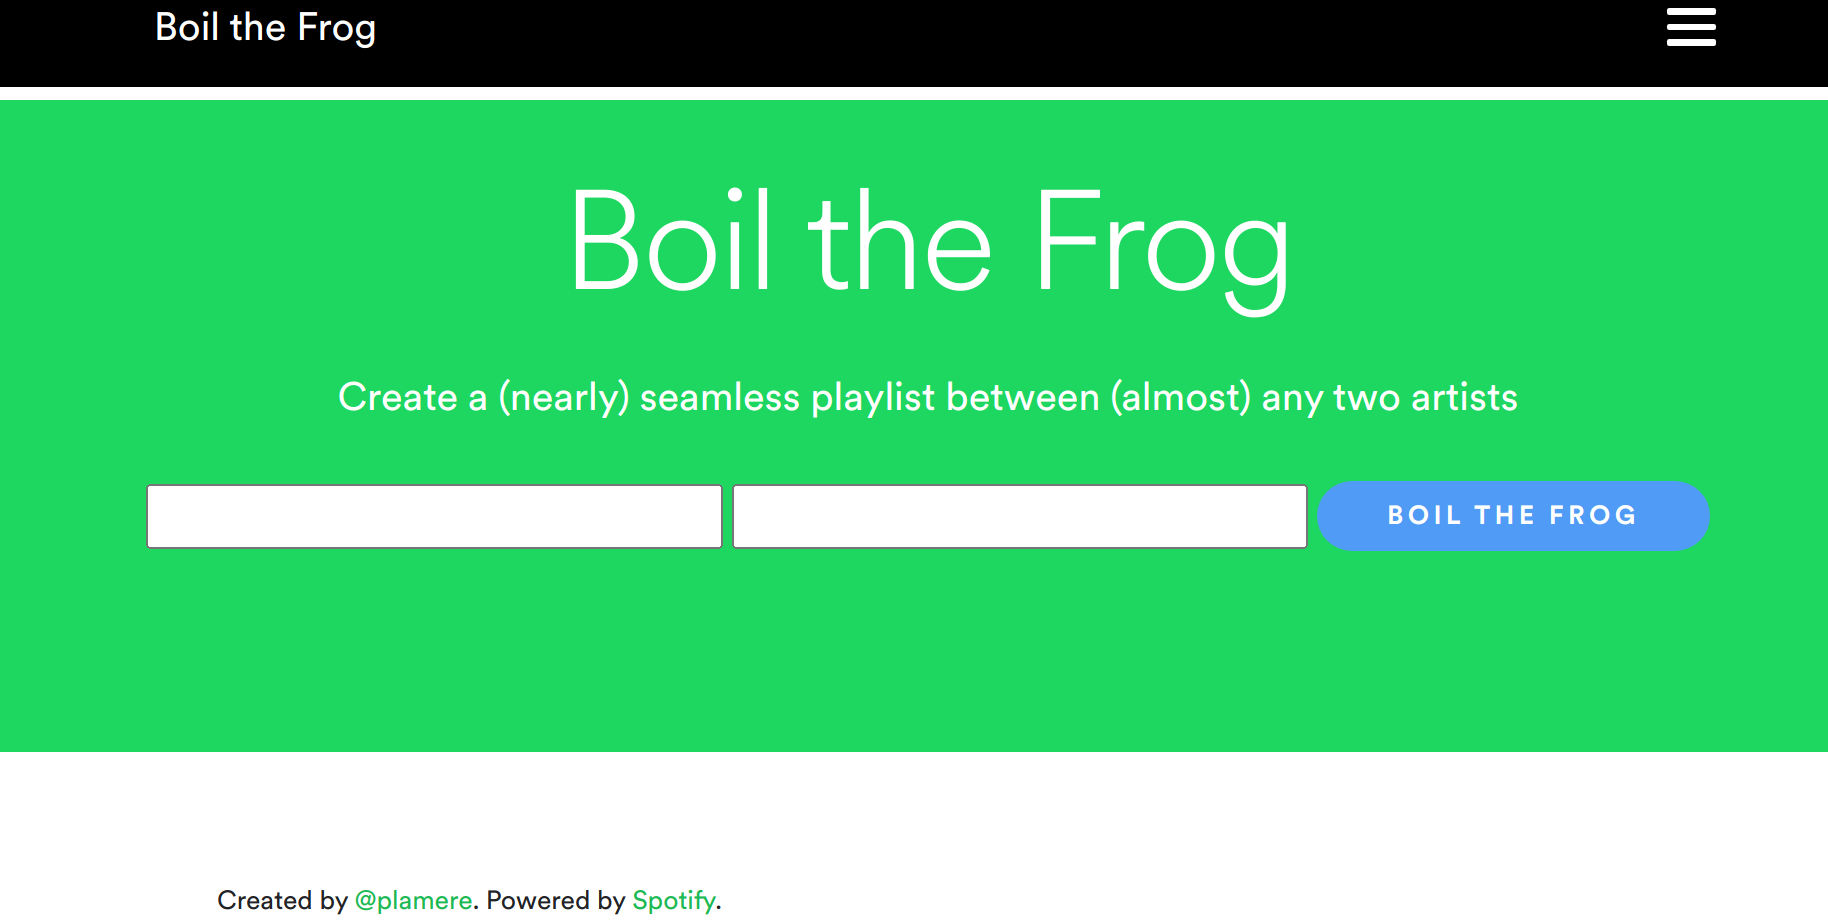 Boil the Frog
Boil the Frog
Create a (nearly) seamless playlist between (almost) any two artists
BOIL THE FROG
Created by @plamere. Powered by Spotify.